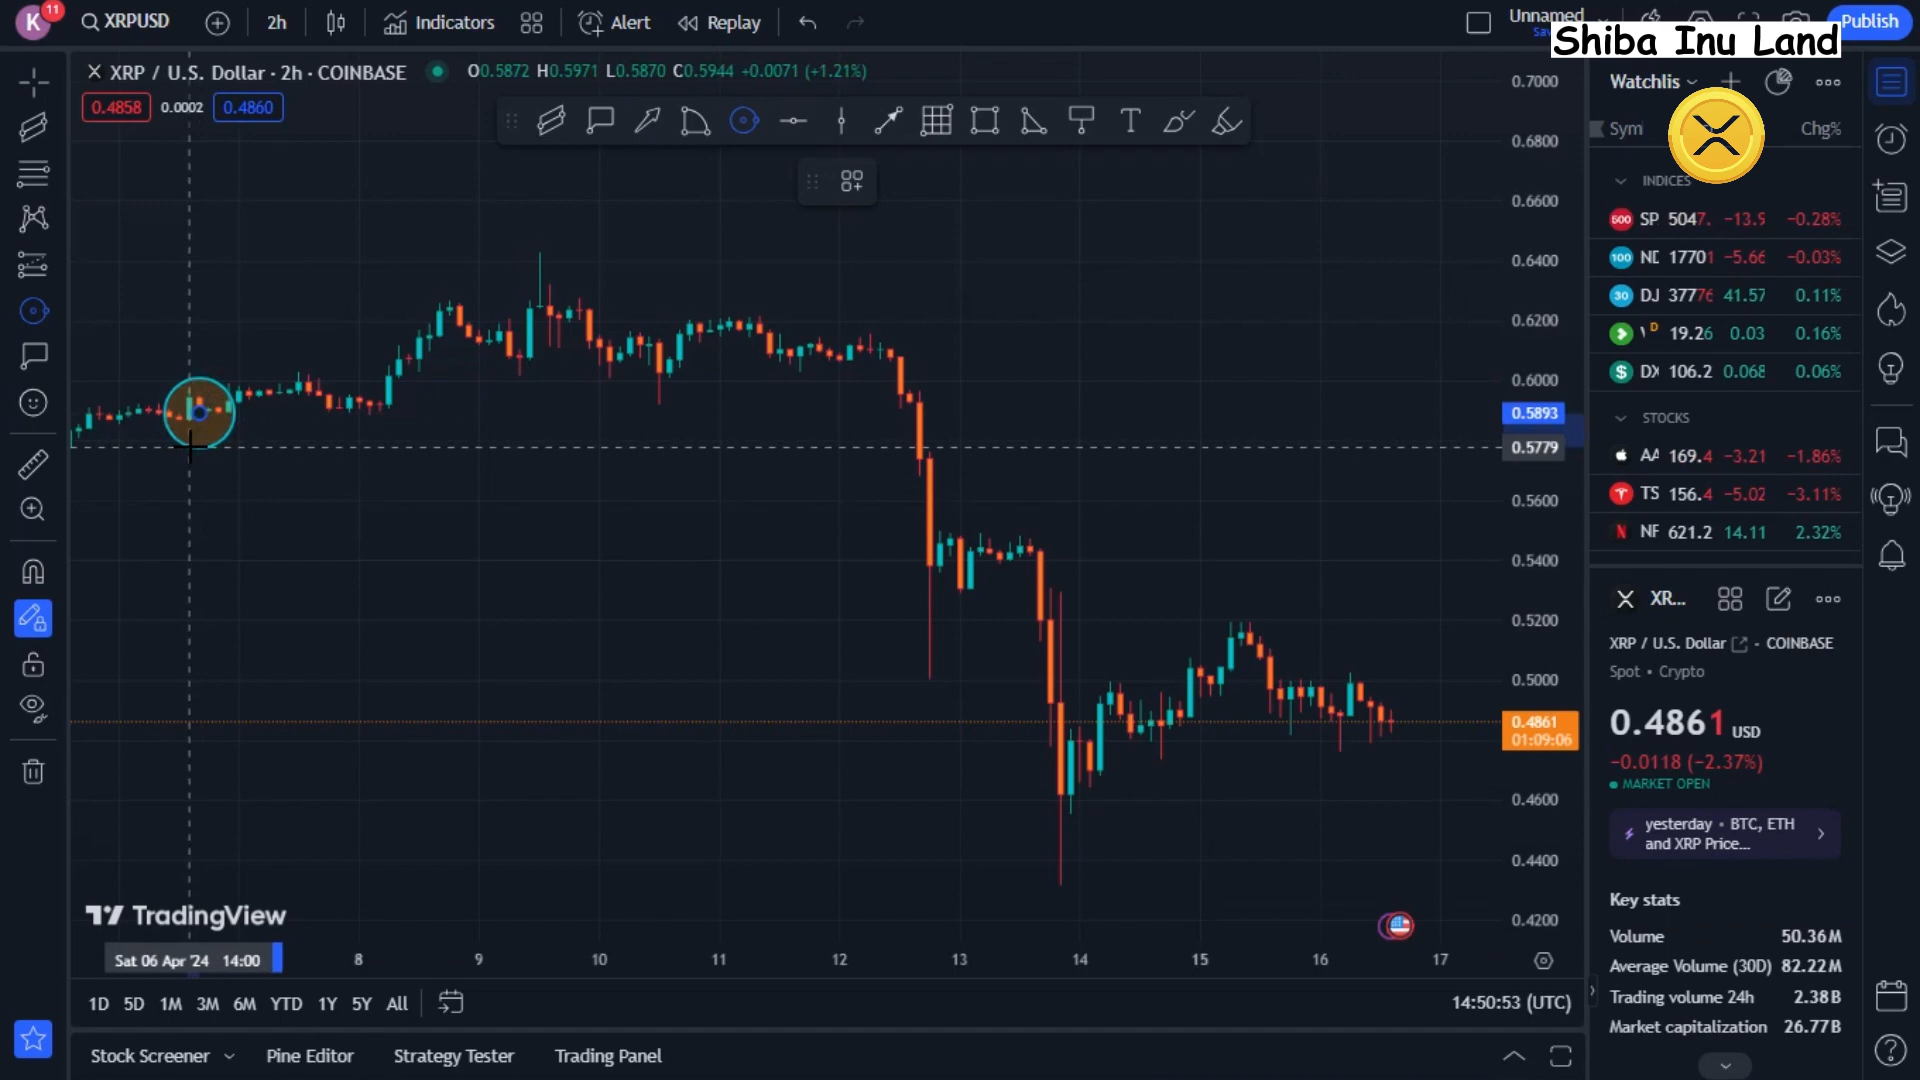 K 11 XRPUSD 2h Indicators Alert Replay Unnamed Publish
Shiba Inu Land
XRP / U.S. Dollar · 2h · COINBASE O0.5872 H0.5971 L0.5870 C0.5944 +0.0071 (+1.21%)
0.4858 0.0002 0.4860
0.7000
0.6800
0.6600
0.6400
0.6200
0.6000
0.5893
0.5779
0.5600
0.5400
0.5200
0.5000
0.4861
01:09:06
0.4600
0.4400
0.4200
TradingView
Sat 06 Apr '24 14:00 8 9 10 11 12 13 14 15 16 17
1D 5D 1M 3M 6M YTD 1Y 5Y All 14:50:53 (UTC)
Stock Screener Pine Editor Strategy Tester Trading Panel
Watchlis
Sym Chg%
INDICES
500 SP 5047. −13.9 −0.28%
100 17701 −5.66 −0.03%
30 DJ 37776 41.57 0.11%
D 19.26 0.03 0.16%
DX 106.2 0.068 0.06%
STOCKS
AA 169.4 −3.21 −1.86%
TS 156.4 −5.02 −3.11%
NF 621.2 14.11 2.32%
XR...
XRP / U.S. Dollar - COINBASE
Spot • Crypto
0.4861 USD
−0.0118 (−2.37%)
MARKET OPEN
yesterday • BTC, ETH
and XRP Price...
Key stats
Volume 50.36M
Average Volume (30D) 82.22M
Trading volume 24h 2.38B
Market capitalization 26.77B